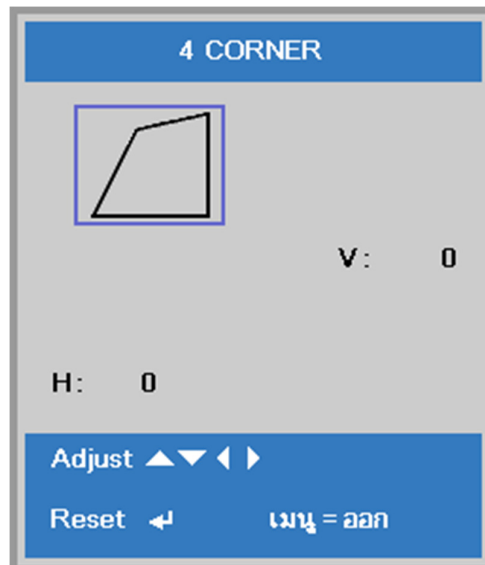 4 CORNER
V: 0
H: 0
Adjust ▲▼◀▶
Reset ↵ เมนู = ออก